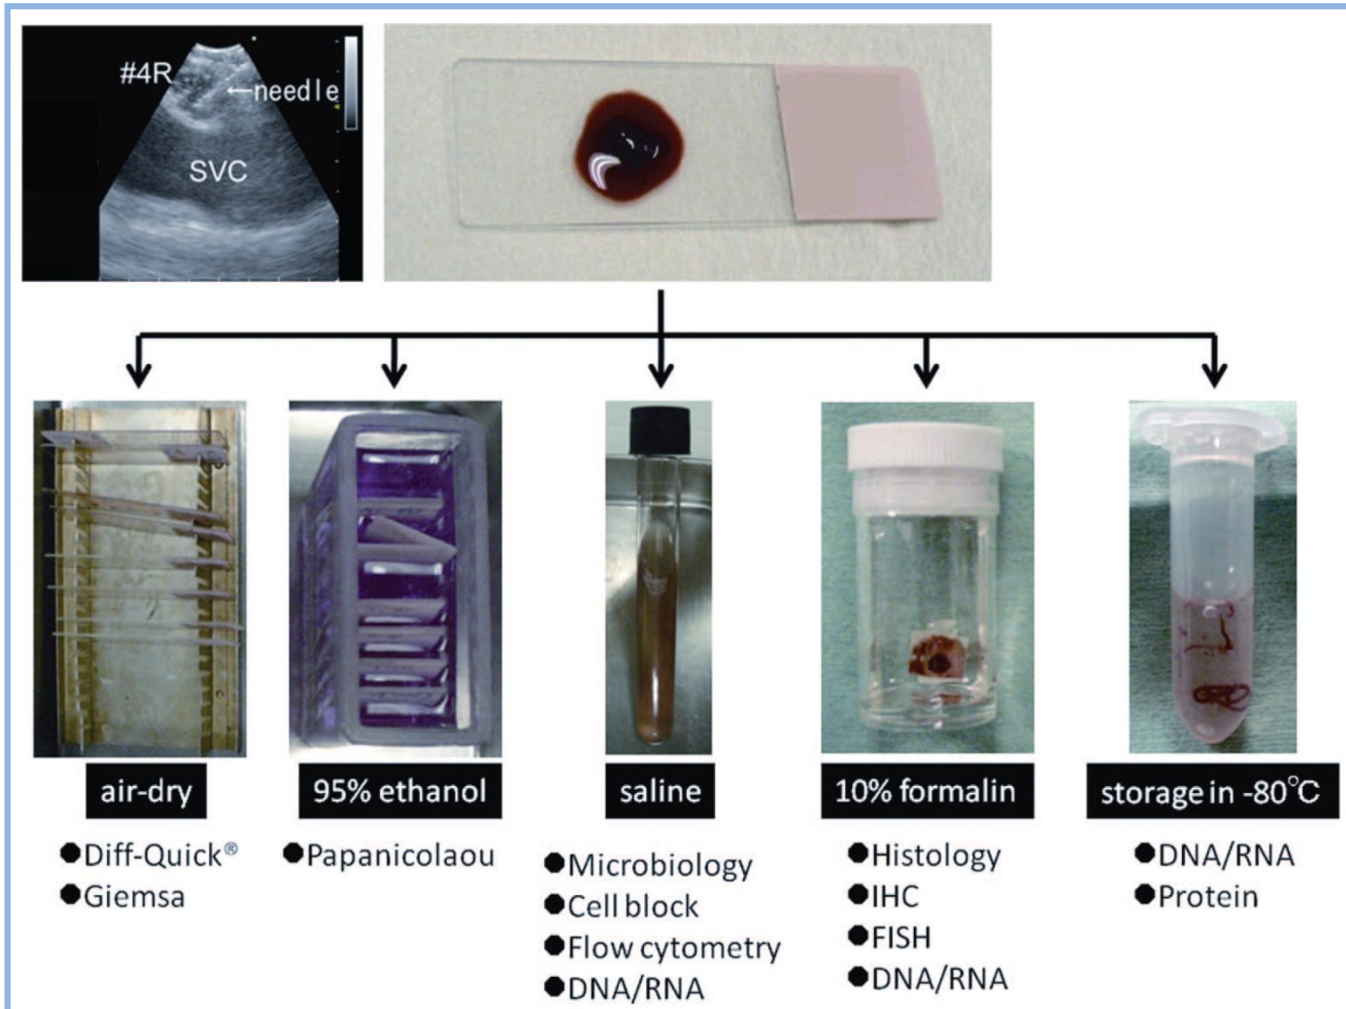 #4R
←needle
SVC
air-dry
95% ethanol
saline
10% formalin
storage in -80℃
●Diff-Quick®
●Giemsa
●Papanicolaou
●Microbiology
●Cell block
●Flow cytometry
●DNA/RNA
●Histology
●IHC
●FISH
●DNA/RNA
●DNA/RNA
●Protein